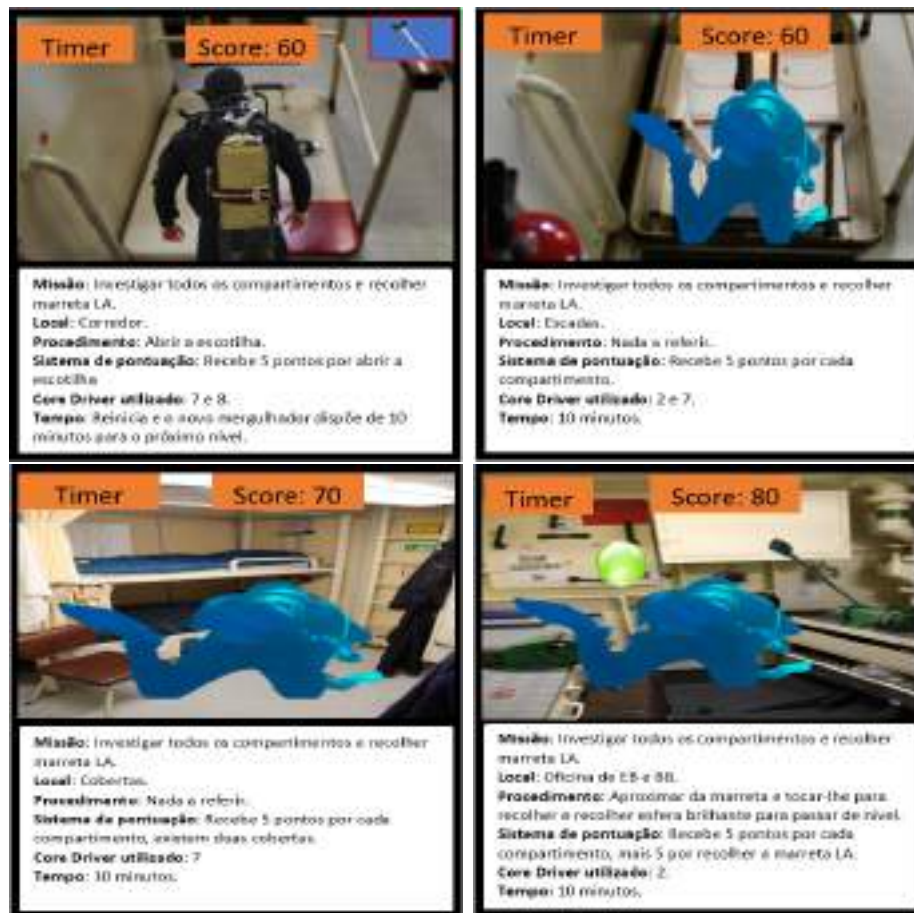 Timer Score: 60
Missão: Investigar todos os compartimentos e recolher
marreta LA.
Local: Corredor.
Procedimento: Abrir a escotilha.
Sistema de pontuação: Recebe 5 pontos por abrir a
escotilha
Core Driver utilizado: 7 e 8.
Tempo: Reinicia e o novo mergulhador dispõe de 10
minutos para o próximo nível.
Timer Score: 60
Missão: Investigar todos os compartimentos e recolher
marreta LA.
Local: Escadas.
Procedimento: Nada a referir.
Sistema de pontuação: Recebe 5 pontos por cada
compartimento.
Core Driver utilizado: 2 e 7.
Tempo: 10 minutos.
Timer Score: 70
Missão: Investigar todos os compartimentos e recolher
marreta LA.
Local: Cobertas.
Procedimento: Nada a referir.
Sistema de pontuação: Recebe 5 pontos por cada
compartimento, existem duas cobertas.
Core Driver utilizado: 7
Tempo: 10 minutos.
Timer Score: 80
Missão: Investigar todos os compartimentos e recolher
marreta LA.
Local: Oficina de EB e BB.
Procedimento: Aproximar da marreta e tocar-lhe para
recolher e recolher esfera brilhante para passar de nível.
Sistema de pontuação: Recebe 5 pontos por cada
compartimento, mais 5 por recolher a marreta LA.
Core Driver utilizado: 2.
Tempo: 10 minutos.